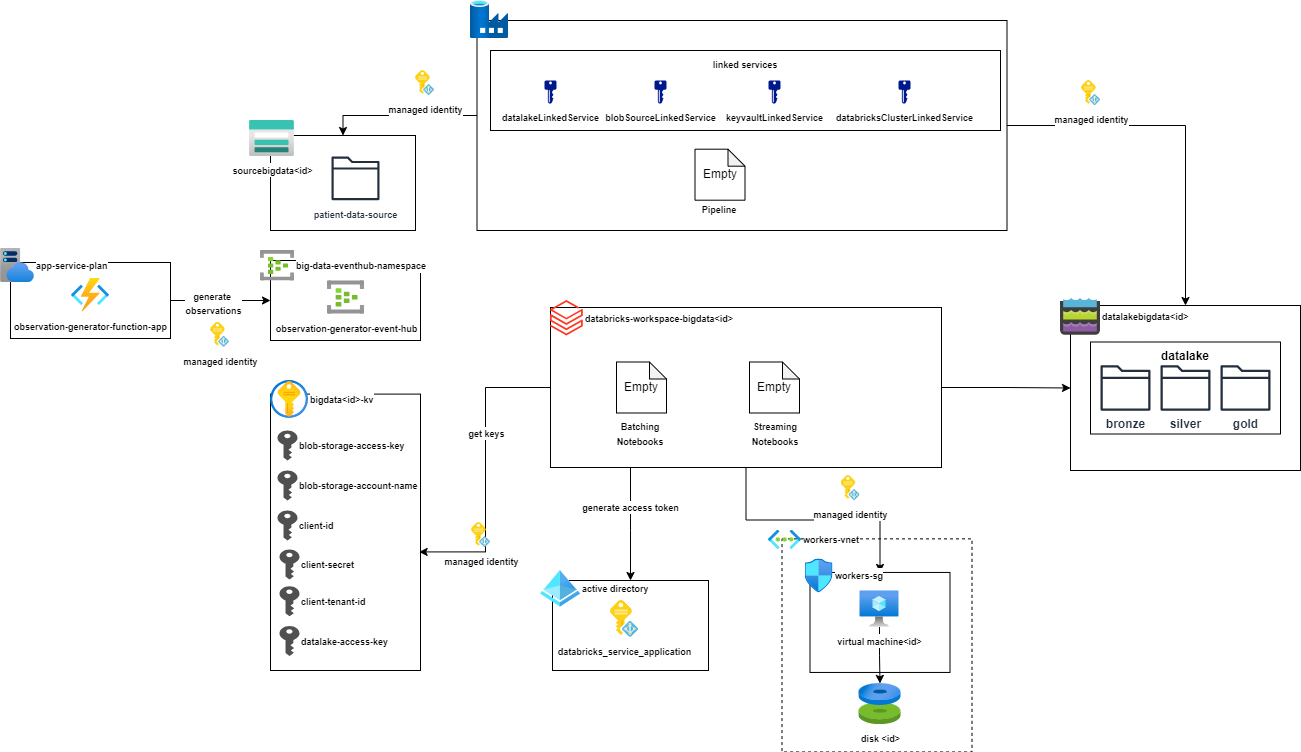 linked services
datalakeLinkedService
blobSourceLinkedService
keyvaultLinkedService
databricksClusterLinkedService
Empty
Pipeline
managed identity
managed identity
sourcebigdata<id>
patient-data-source
app-service-plan
observation-generator-function-app
generate
observations
managed identity
big-data-eventhub-namespace
observation-generator-event-hub
databricks-workspace-bigdata<id>
Empty
Batching
Notebooks
Empty
Streaming
Notebooks
datalakebigdata<id>
datalake
bronze
silver
gold
bigdata<id>-kv
blob-storage-access-key
blob-storage-account-name
client-id
client-secret
client-tenant-id
datalake-access-key
get keys
managed identity
generate access token
active directory
databricks_service_application
managed identity
workers-vnet
workers-sg
virtual machine<id>
disk <id>